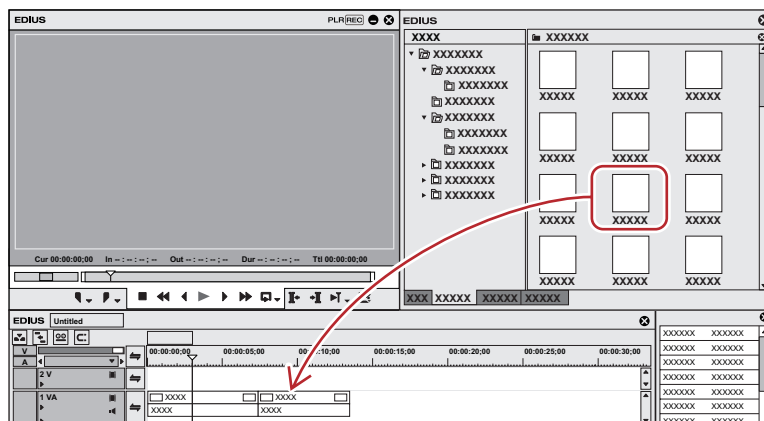 EDIUS PLR REC
EDIUS
XXXX
XXXXXXX
XXXXXXX
XXXXXXX
XXXXXXX
XXXXXXX
XXXXXXX
XXXXXXX
XXXXXXX
XXXXXXX
XXXXXXX
XXXXXX
XXXXX XXXXX XXXXX
XXXXX XXXXX XXXXX
XXXXX XXXXX XXXXX
XXXXX XXXXX XXXXX
XXX XXXXX XXXXX XXXXX
Cur 00:00:00;00 In -- : -- : -- ; -- Out -- : -- : -- ; -- Dur -- : -- : -- ; -- Ttl 00:00:00;00
EDIUS Untitled
V
A
00:00:00;00 00:00:05;00 00:00:10;00 00:00:15;00 00:00:20;00 00:00:25;00 00:00:30;00
2 V
1 VA
XXXX XXXX
XXXX XXXX
XXXXXX XXXXXX
XXXXXX XXXXXX
XXXXXX XXXXXX
XXXXXX XXXXXX
XXXXXX XXXXXX
XXXXXX XXXXXX
XXXXXX XXXXXX